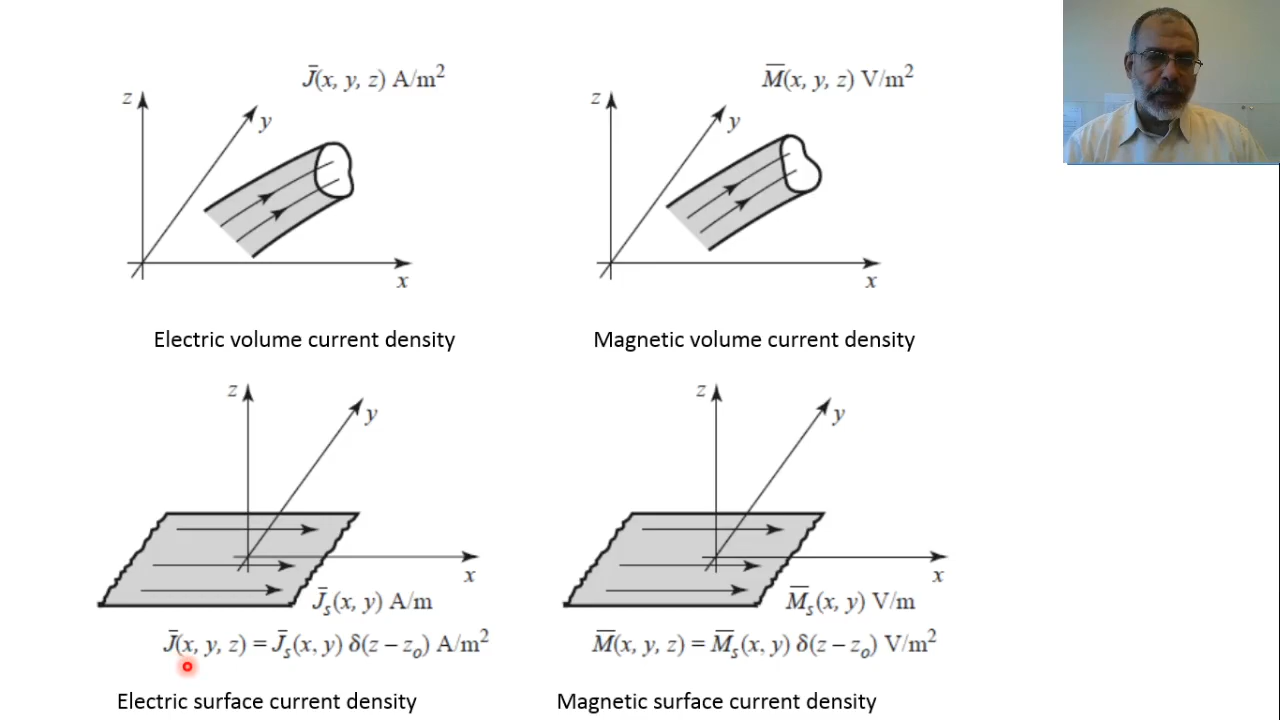 J̄(x, y, z) A/m²
z
y
x
Electric volume current density
M̄(x, y, z) V/m²
z
y
x
Magnetic volume current density
z
y
x
J̄ₛ(x, y) A/m
J̄(x, y, z) = J̄ₛ(x, y) δ(z – zₒ) A/m²
Electric surface current density
z
y
x
M̄ₛ(x, y) V/m
M̄(x, y, z) = M̄ₛ(x, y) δ(z – zₒ) V/m²
Magnetic surface current density